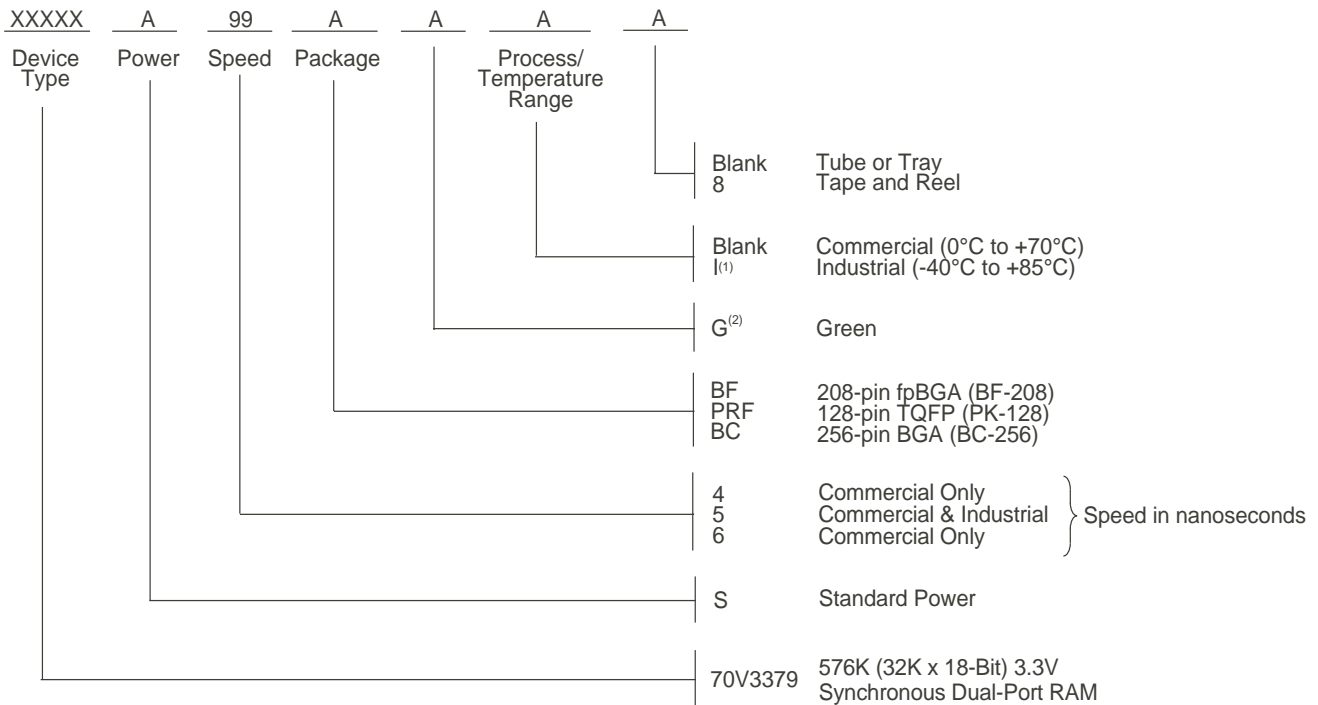 XXXXX A 99 A A A A
Device Type Power Speed Package Process/ Temperature Range
Blank Tube or Tray
8 Tape and Reel
Blank Commercial (0°C to +70°C)
I(1) Industrial (-40°C to +85°C)
G(2) Green
BF 208-pin fpBGA (BF-208)
PRF 128-pin TQFP (PK-128)
BC 256-pin BGA (BC-256)
4 Commercial Only
5 Commercial & Industrial Speed in nanoseconds
6 Commercial Only
S Standard Power
70V3379 576K (32K x 18-Bit) 3.3V
Synchronous Dual-Port RAM